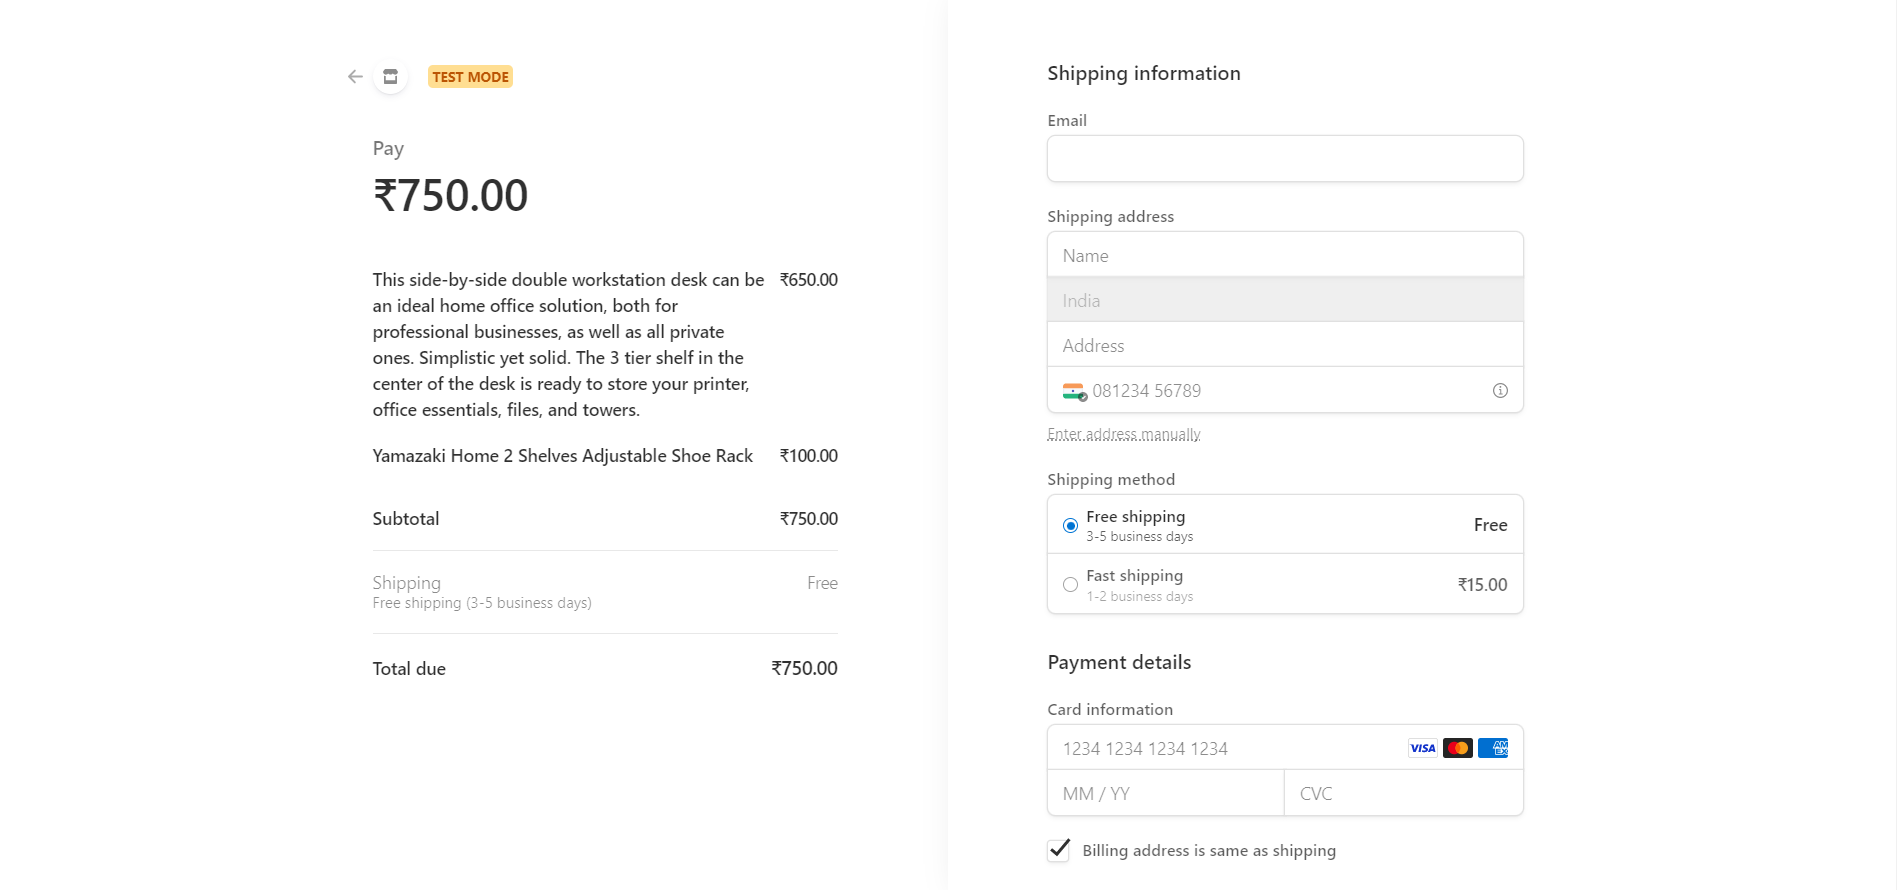 TEST MODE
Pay
₹750.00
This side-by-side double workstation desk can be ₹650.00
an ideal home office solution, both for
professional businesses, as well as all private
ones. Simplistic yet solid. The 3 tier shelf in the
center of the desk is ready to store your printer,
office essentials, files, and towers.
Yamazaki Home 2 Shelves Adjustable Shoe Rack ₹100.00
Subtotal ₹750.00
Shipping Free
Free shipping (3-5 business days)
Total due ₹750.00
Shipping information
Email
Shipping address
Name
India
Address
081234 56789
Enter address manually
Shipping method
Free shipping Free
3-5 business days
Fast shipping ₹15.00
1-2 business days
Payment details
Card information
1234 1234 1234 1234 VISA AMEX
MM / YY CVC
Billing address is same as shipping